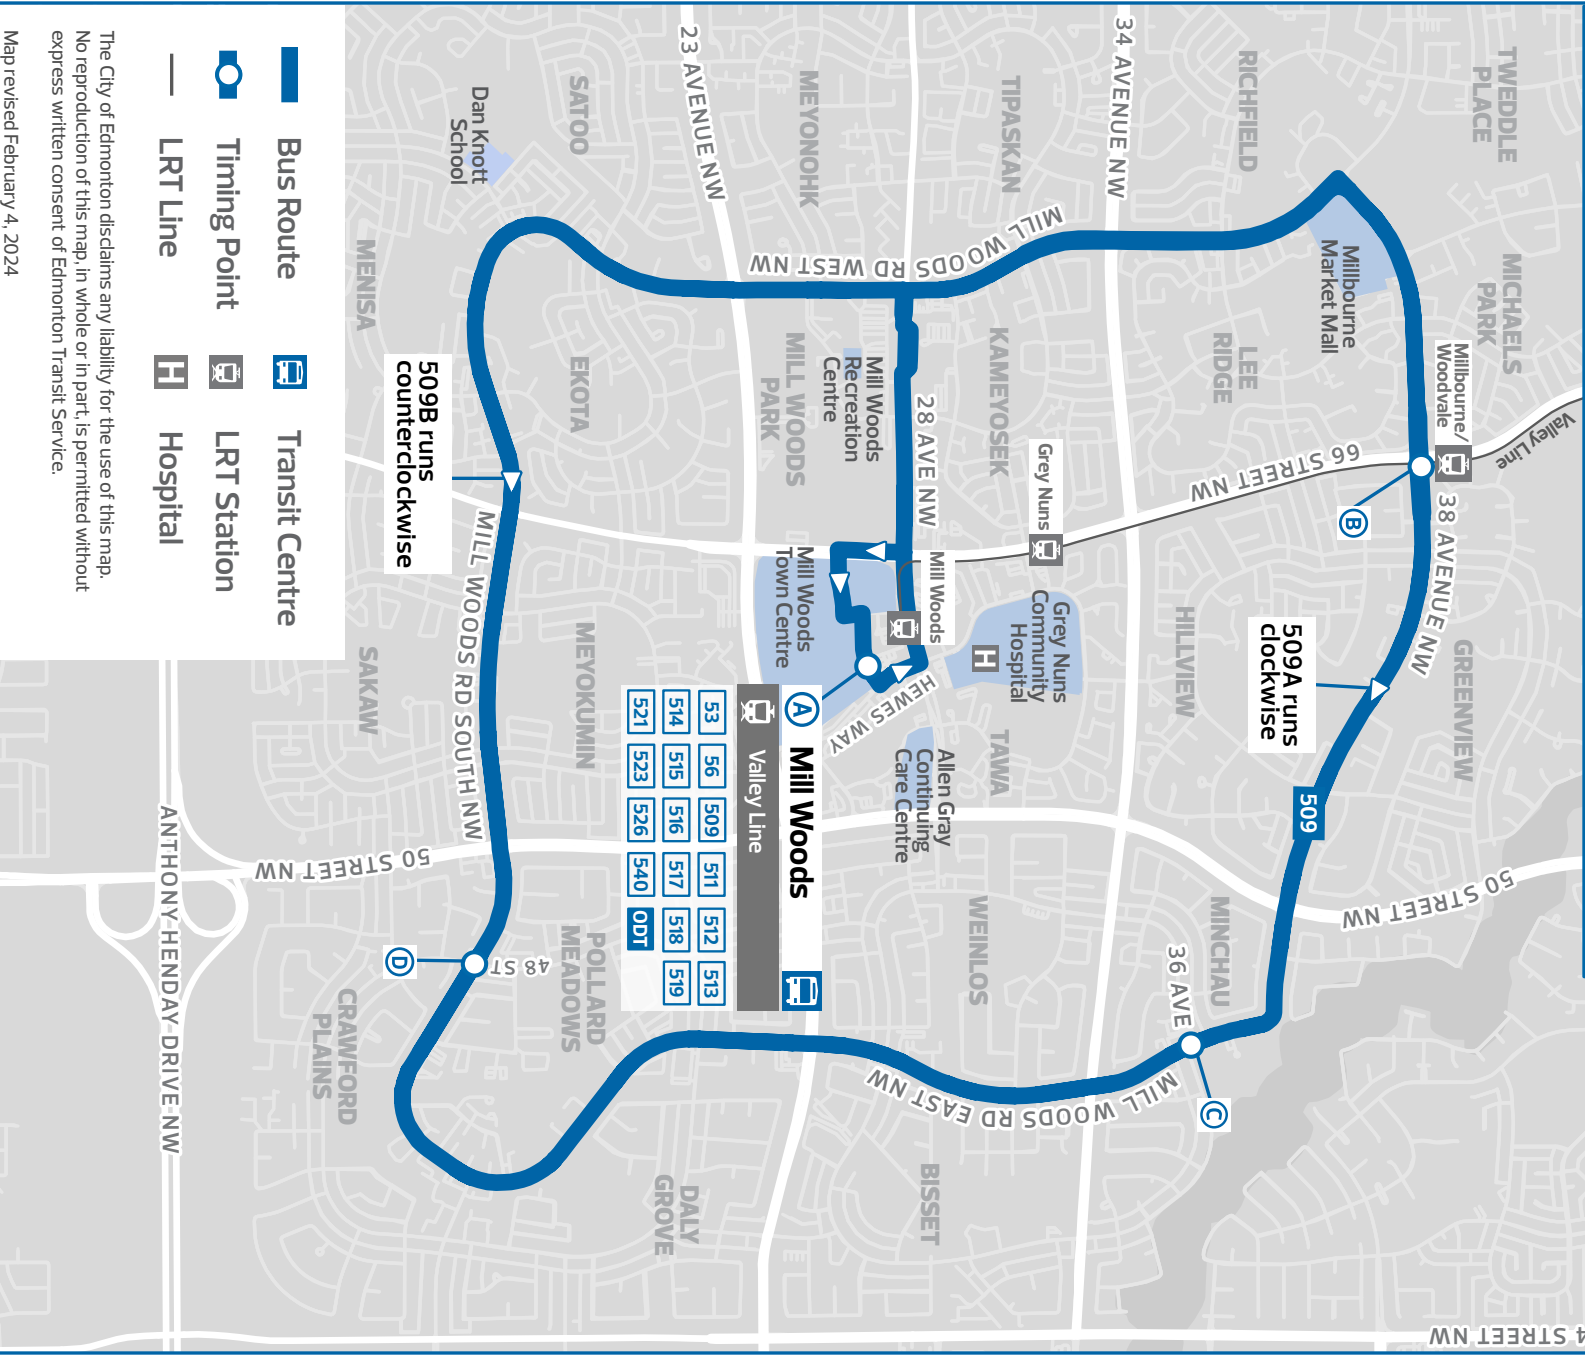 TWEDDLE
PLACE
RICHFIELD
34 AVENUE NW
TIPASKAN
MEYONOHK
23 AVENUE NW
SATOO
Dan Knott
School
MICHAELS
PARK
Millbourne
Market Mall
MILL WOODS RD WEST NW
MENISA
LEE
RIDGE
KAMEYOSEK
MILL WOODS
PARK
Mill Woods
Recreation
Centre
EKOTA
Millbourne/
Woodvale
Valley Line
66 STREET NW
28 AVE NW
Grey Nuns
B
38 AVENUE NW
509B runs
counterclockwise
MILL WOODS RD SOUTH NW
Mill Woods
Mill Woods
Town Centre
Grey Nuns
Community
Hospital
H
HILLVIEW
509A runs
clockwise
GREENVIEW
MEYOKUMIN
SAKAW
HEWES WAY
TAWA
Allen Gray
Continuing
Care Centre
509
A
Mill Woods
Valley Line
53
56
509
511
512
513
514
515
516
517
518
519
521
523
526
540
ODT
50 STREET NW
50 STREET NW
ANTHONY HENDAY DRIVE NW
MINCHAU
WEINLOS
36 AVE
C
POLLARD
MEADOWS
48 ST
D
CRAWFORD
PLAINS
MILL WOODS RD EAST NW
BISSET
DALY
GROVE
4 STREET NW
Bus Route
Transit Centre
Timing Point
LRT Station
LRT Line
H
Hospital
The City of Edmonton disclaims any liability for the use of this map.
No reproduction of this map, in whole or in part, is permitted without
express written consent of Edmonton Transit Service.
Map revised February 4, 2024